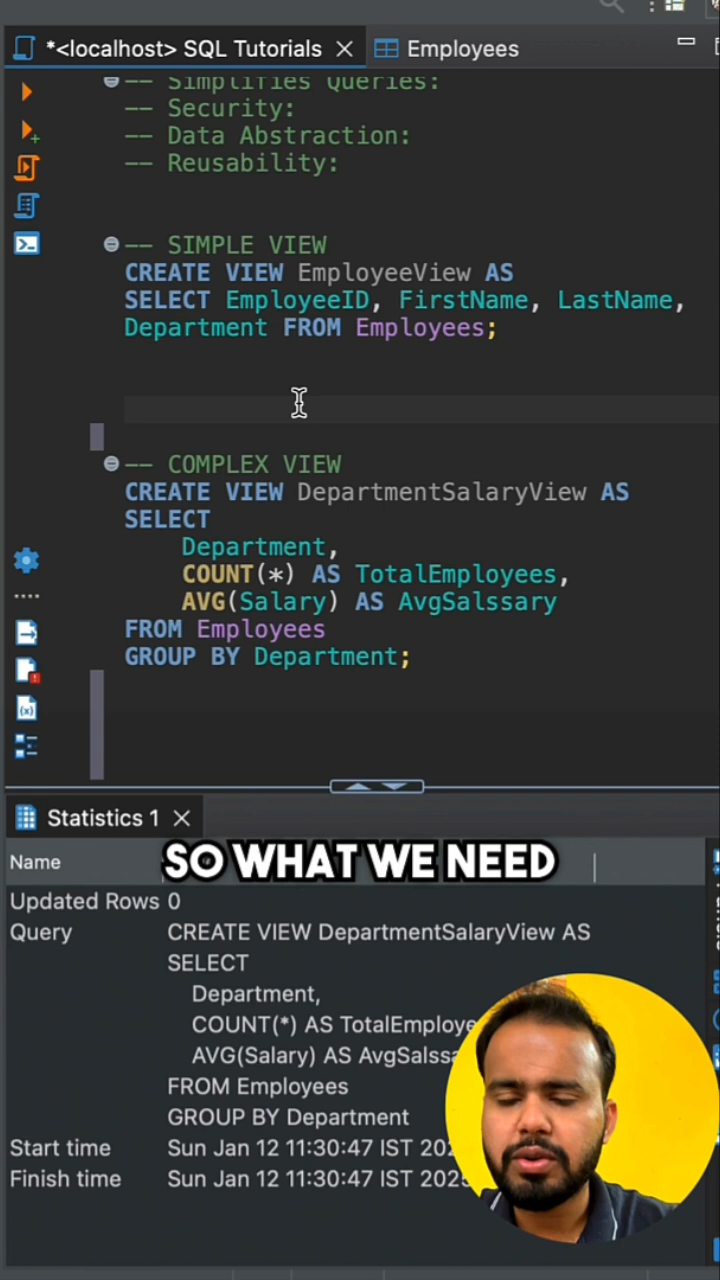 *<localhost> SQL Tutorials
Employees
-- Simplifies Queries:
-- Security:
-- Data Abstraction:
-- Reusability:
-- SIMPLE VIEW
CREATE VIEW EmployeeView AS
SELECT EmployeeID, FirstName, LastName,
Department FROM Employees;
-- COMPLEX VIEW
CREATE VIEW DepartmentSalaryView AS
SELECT
Department,
COUNT(*) AS TotalEmployees,
AVG(Salary) AS AvgSalssary
FROM Employees
GROUP BY Department;
Statistics 1
Name
SO WHAT WE NEED
Updated Rows 0
Query CREATE VIEW DepartmentSalaryView AS
SELECT
Department,
COUNT(*) AS TotalEmploye
AVG(Salary) AS AvgSalssa
FROM Employees
GROUP BY Department
Start time Sun Jan 12 11:30:47 IST 202
Finish time Sun Jan 12 11:30:47 IST 2025